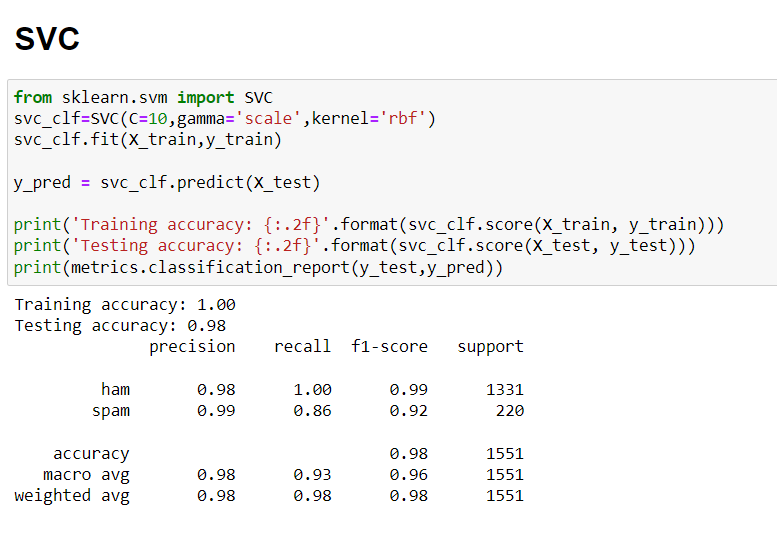 SVC
from sklearn.svm import SVC
svc_clf=SVC(C=10,gamma='scale',kernel='rbf')
svc_clf.fit(X_train,y_train)
y_pred = svc_clf.predict(X_test)
print('Training accuracy: {:.2f}'.format(svc_clf.score(X_train, y_train)))
print('Testing accuracy: {:.2f}'.format(svc_clf.score(X_test, y_test)))
print(metrics.classification_report(y_test,y_pred))
Training accuracy: 1.00
Testing accuracy: 0.98
precision recall f1-score support
ham 0.98 1.00 0.99 1331
spam 0.99 0.86 0.92 220
accuracy 0.98 1551
macro avg 0.98 0.93 0.96 1551
weighted avg 0.98 0.98 0.98 1551